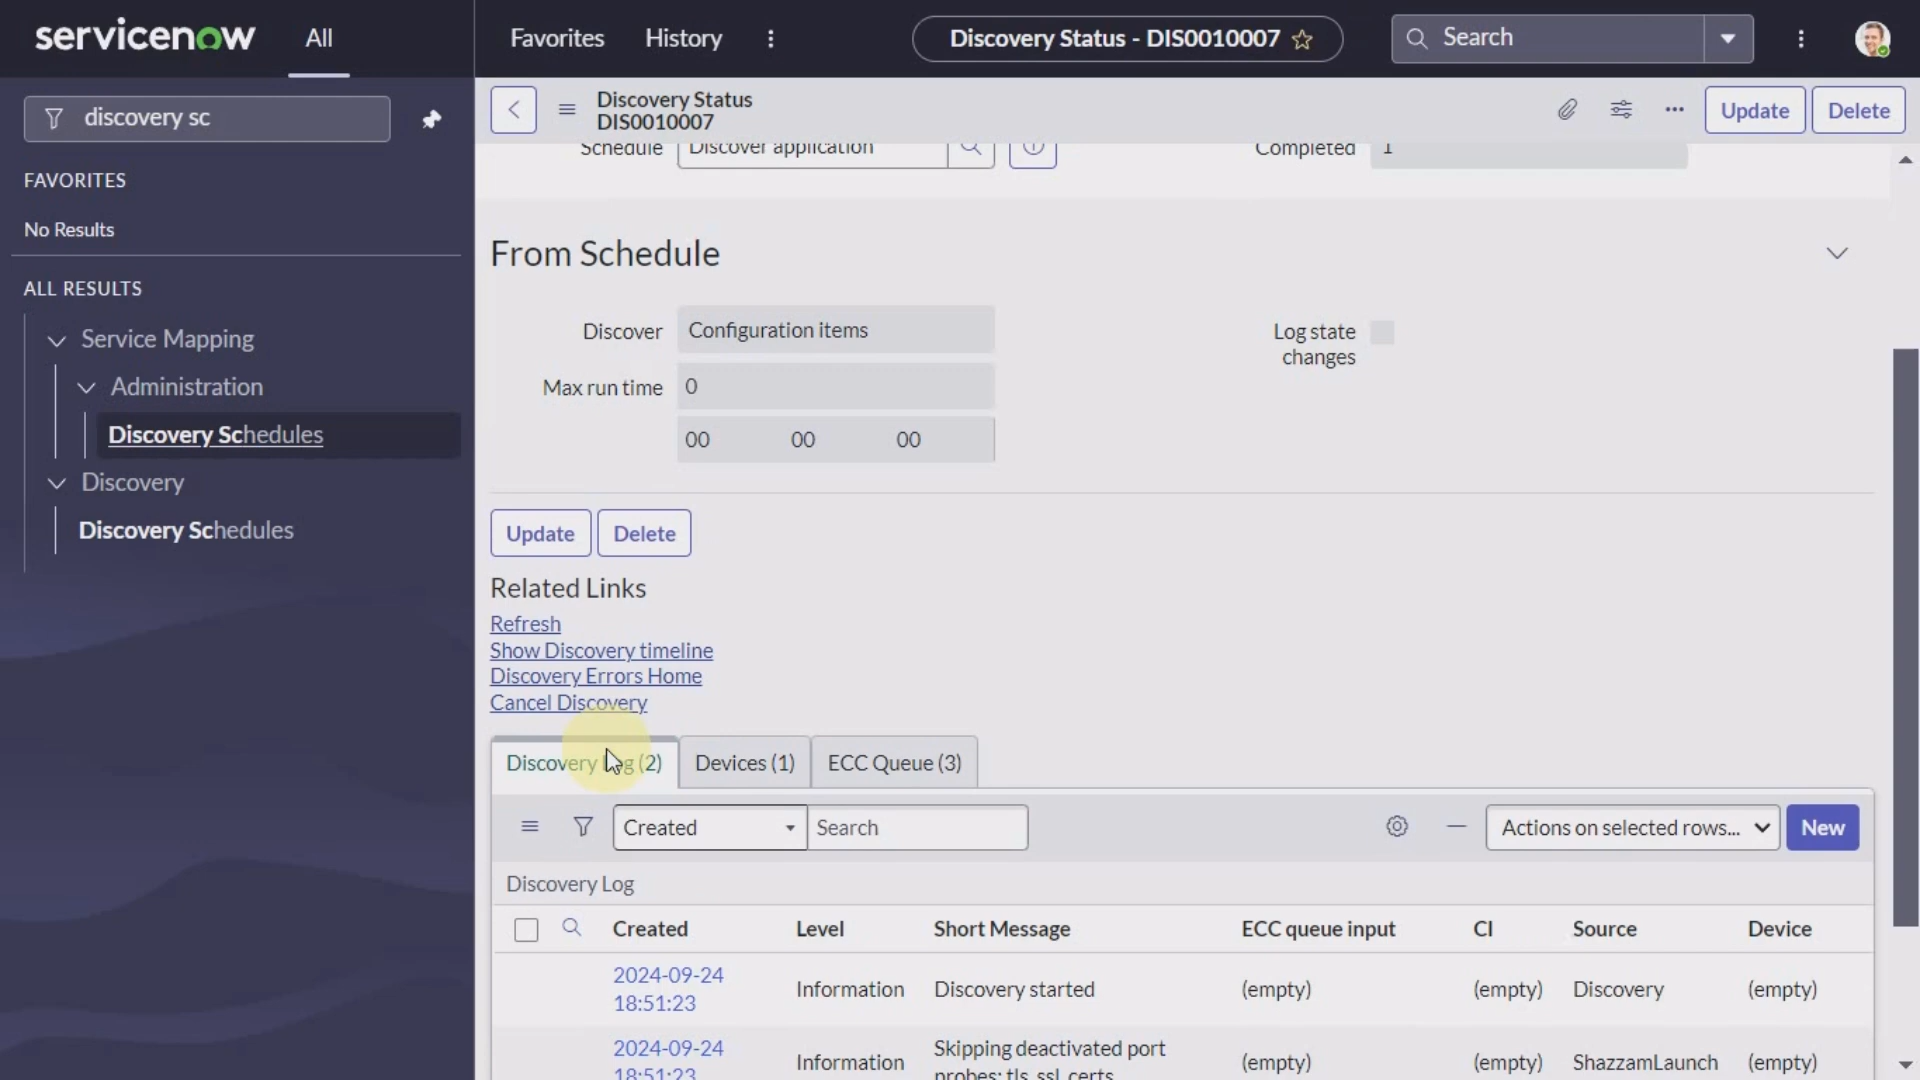 servicenow All Favorites History Discovery Status - DIS0010007 Search
discovery sc
Discovery Status
DIS0010007
Update Delete
Schedule Discover application Completed 1
FAVORITES
No Results
ALL RESULTS
Service Mapping
Administration
Discovery Schedules
Discovery
Discovery Schedules
From Schedule
Discover Configuration items
Log state
changes
Max run time 0
00 00 00
Update Delete
Related Links
Refresh
Show Discovery timeline
Discovery Errors Home
Cancel Discovery
Discovery Log (2) Devices (1) ECC Queue (3)
Created Search Actions on selected rows... New
Discovery Log
Created Level Short Message ECC queue input CI Source Device
2024-09-24
18:51:23
Information Discovery started (empty) (empty) Discovery (empty)
2024-09-24
18:51:23
Information
Skipping deactivated port
probes: tls_ssl_certs
(empty) (empty) ShazzamLaunch (empty)